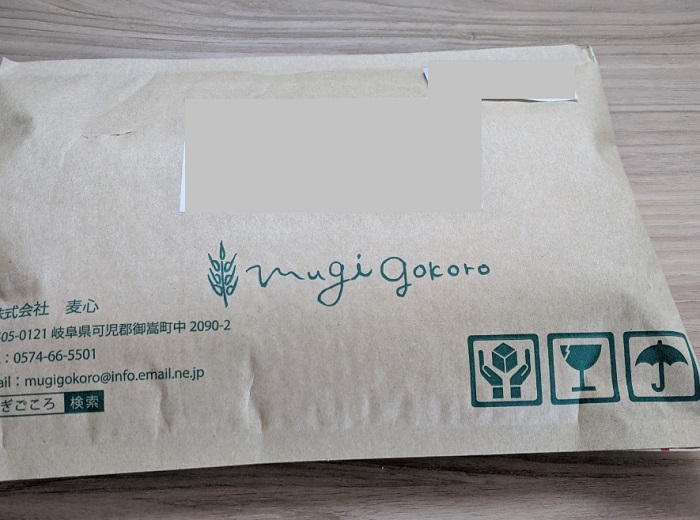 mugi gokoro
株式会社 麦心
505-0121 岐阜県可児郡御嵩町中 2090-2
: 0574-66-5501
ail : mugigokoro@info.email.ne.jp
ぎごころ 検索